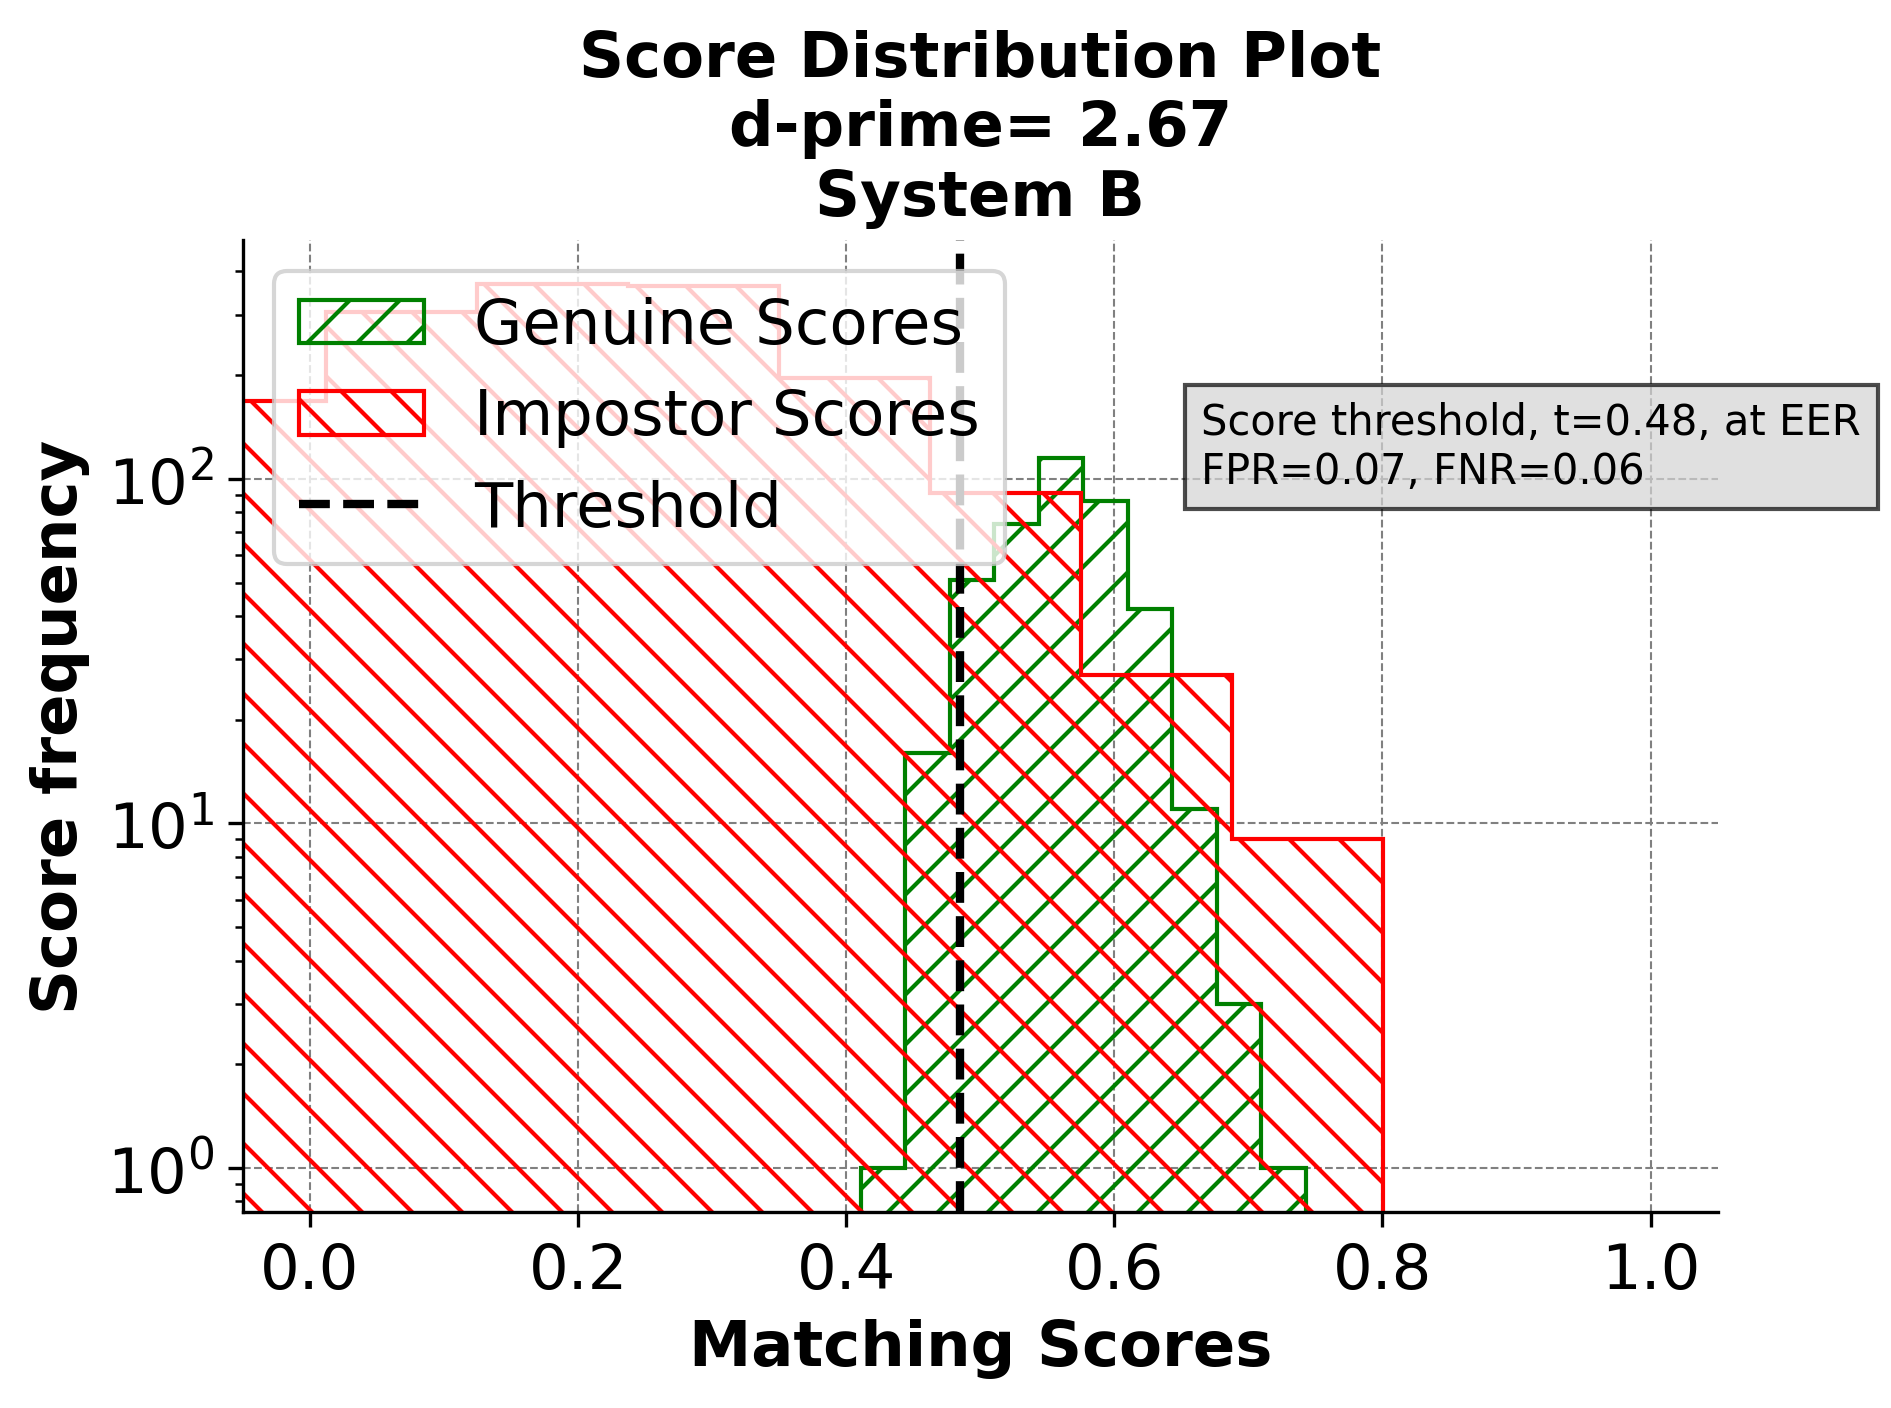 Score Distribution Plot
d-prime= 2.67
System B
Genuine Scores
Impostor Scores
Threshold
Score threshold, t=0.48, at EER
FPR=0.07, FNR=0.06
Score frequency
10²
10¹
10⁰
0.0 0.2 0.4 0.6 0.8 1.0
Matching Scores